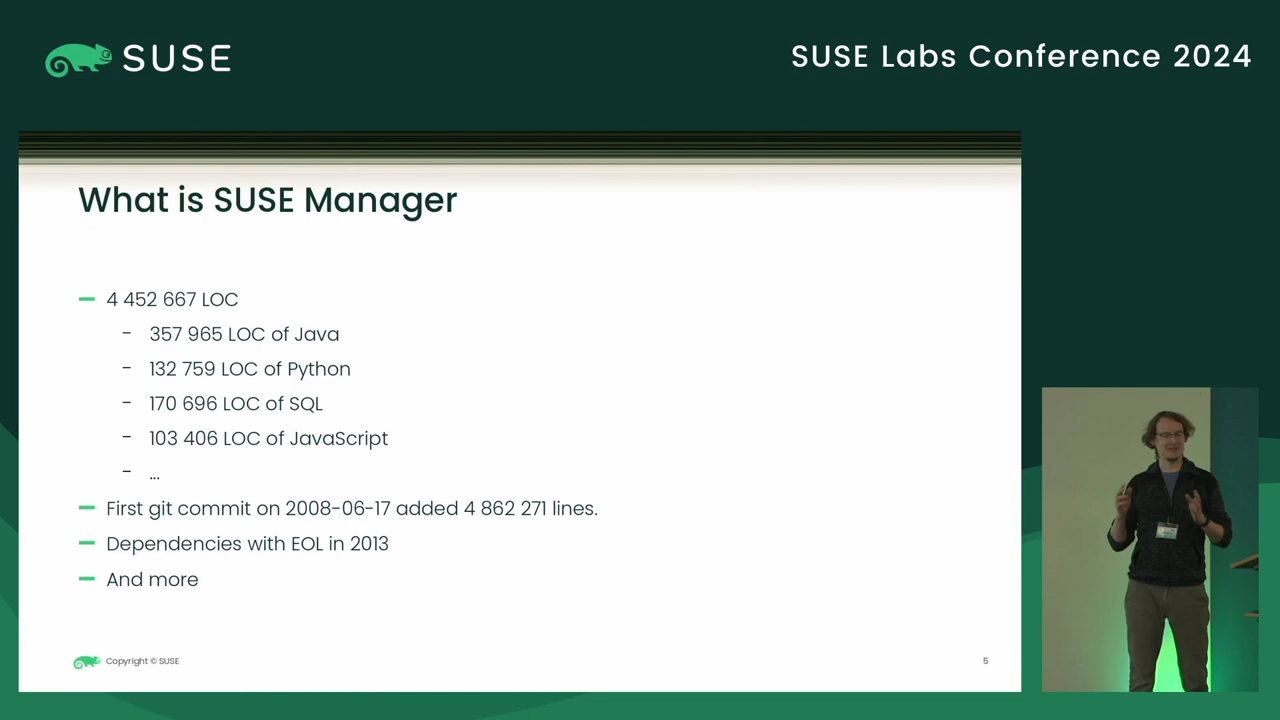 SUSE
SUSE Labs Conference 2024
What is SUSE Manager
4 452 667 LOC
- 357 965 LOC of Java
- 132 759 LOC of Python
- 170 696 LOC of SQL
- 103 406 LOC of JavaScript
- ...
First git commit on 2008-06-17 added 4 862 271 lines.
Dependencies with EOL in 2013
And more
Copyright © SUSE
5